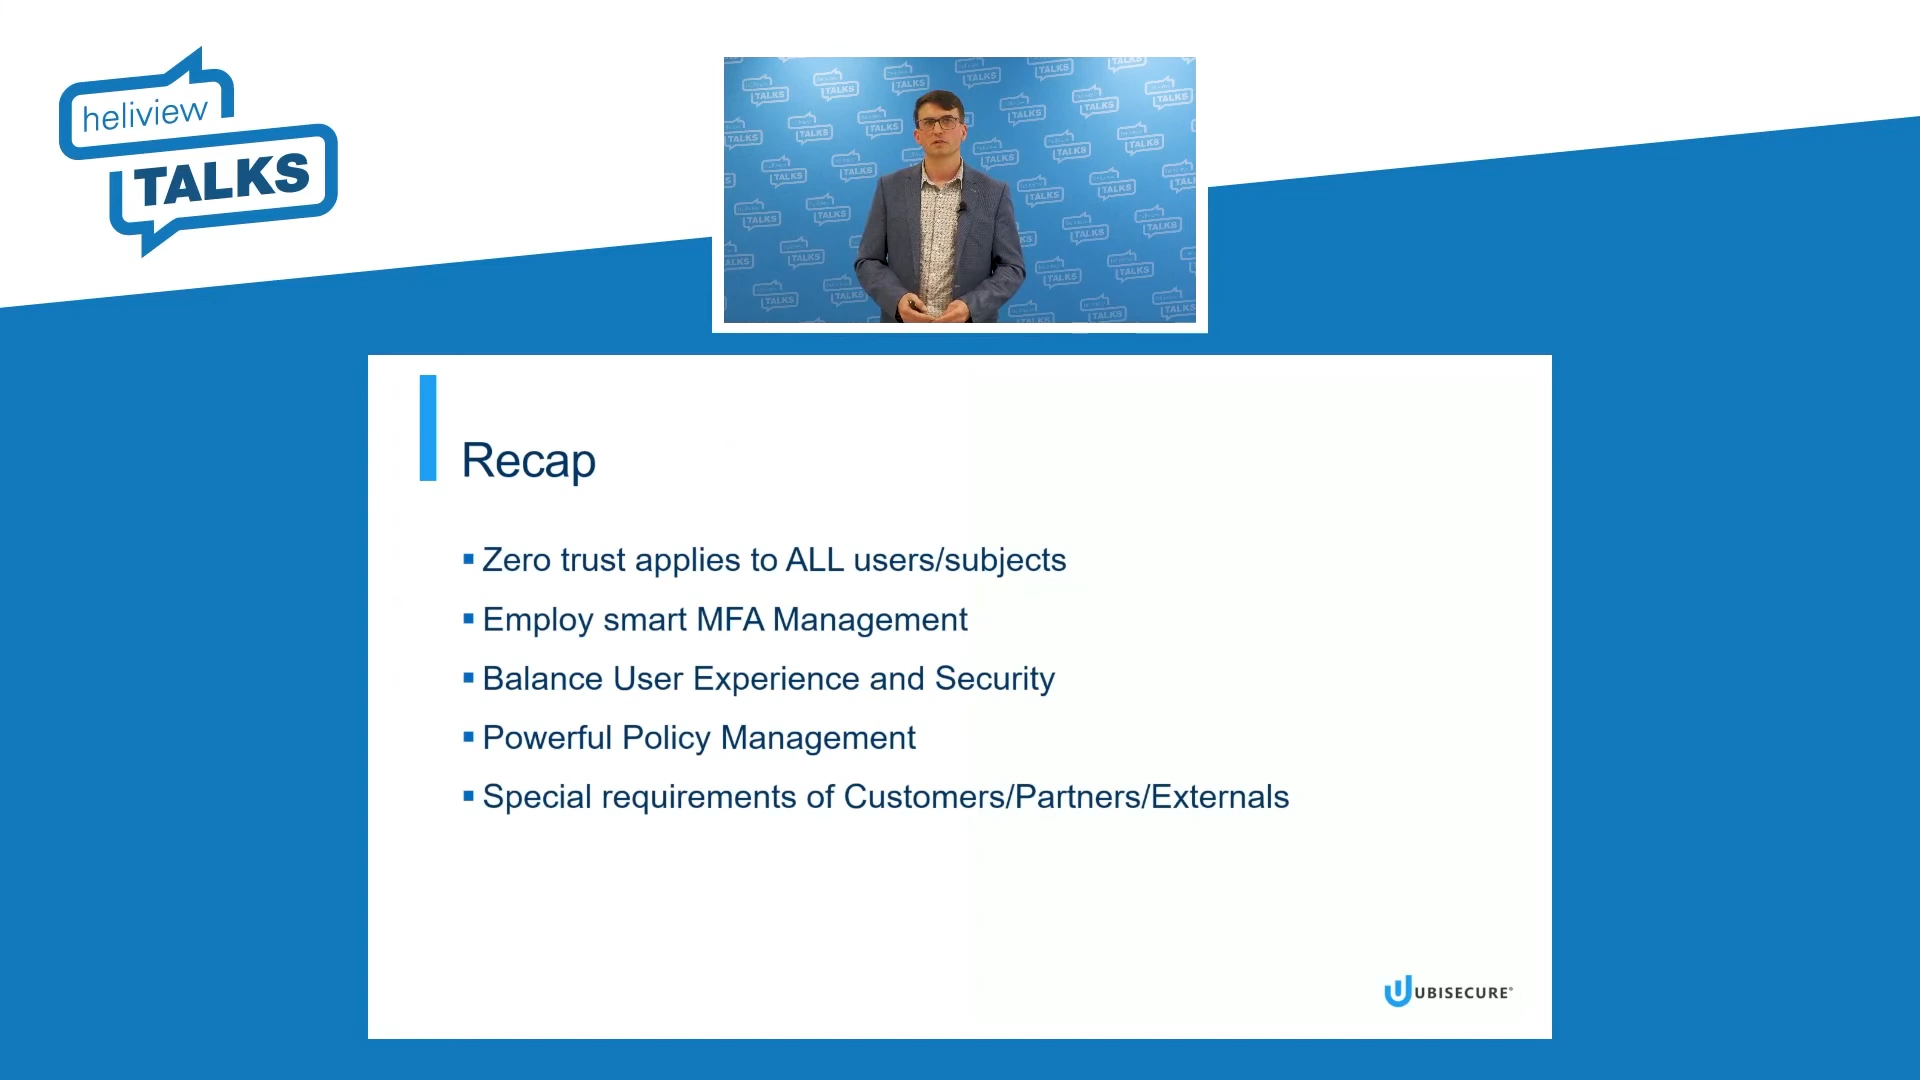 heliview
TALKS
Recap
Zero trust applies to ALL users/subjects
Employ smart MFA Management
Balance User Experience and Security
Powerful Policy Management
Special requirements of Customers/Partners/Externals
UBISECURE®